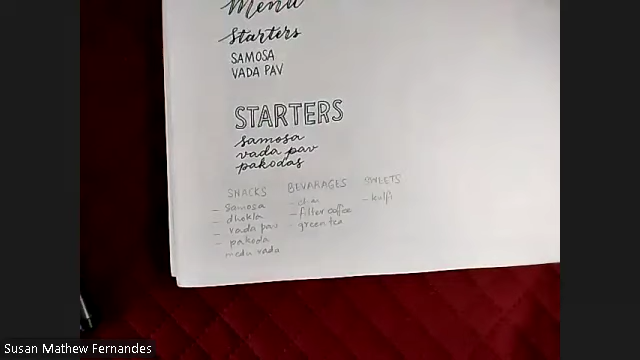 Menu
Starters
SAMOSA
VADA PAV
STARTERS
samosa
vada pav
pakodas
SNACKS
- samosa
- dhokla
- vada pav
- pakoda
medu vada
BEVARAGES
- chai
- filter coffee
- green tea
SWEETS
- kulfi
Susan Mathew Fernandes